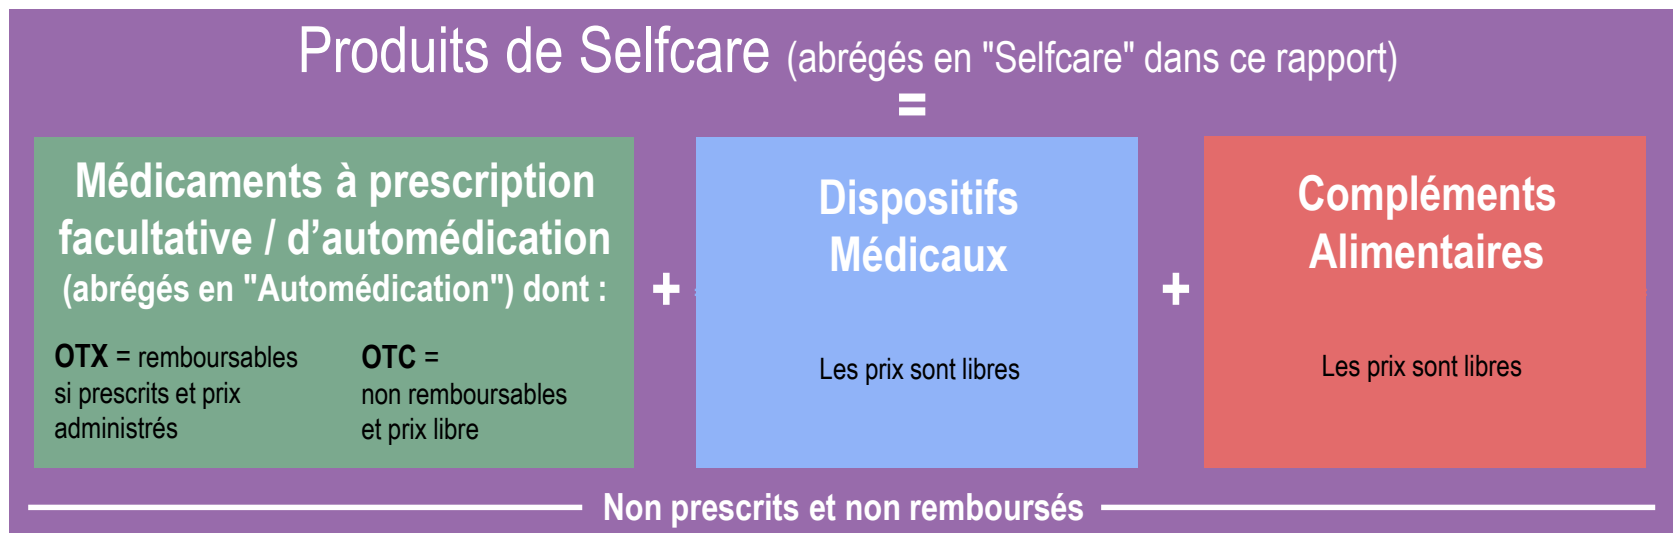 Produits de Selfcare (abrégés en "Selfcare" dans ce rapport)
=
Médicaments à prescription
facultative / d'automédication
(abrégés en "Automédication") dont :
OTX = remboursables
si prescrits et prix
administrés
OTC =
non remboursables
et prix libre
+
Dispositifs
Médicaux
Les prix sont libres
+
Compléments
Alimentaires
Les prix sont libres
Non prescrits et non remboursés